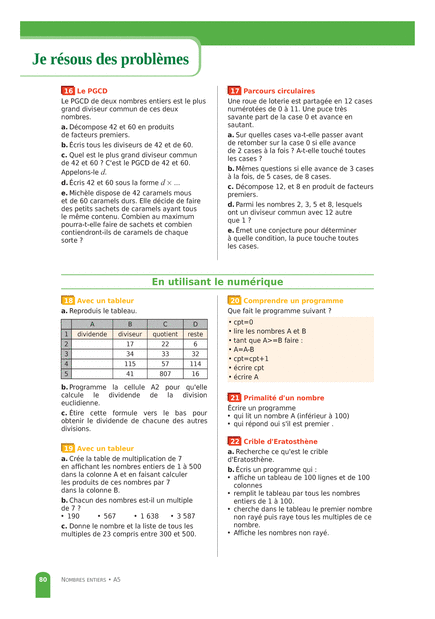 Je résous des problèmes
16 Le PGCD
Le PGCD de deux nombres entiers est le plus
grand diviseur commun de ces deux
nombres.
a. Décompose 42 et 60 en produits
de facteurs premiers.
b. Écris tous les diviseurs de 42 et de 60.
c. Quel est le plus grand diviseur commun
de 42 et 60 ? C'est le PGCD de 42 et 60.
Appelons-le d.
d. Écris 42 et 60 sous la forme d × ...
e. Michèle dispose de 42 caramels mous
et de 60 caramels durs. Elle décide de faire
des petits sachets de caramels ayant tous
le même contenu. Combien au maximum
pourra-t-elle faire de sachets et combien
contiendront-ils de caramels de chaque
sorte ?
17 Parcours circulaires
Une roue de loterie est partagée en 12 cases
numérotées de 0 à 11. Une puce très
savante part de la case 0 et avance en
sautant.
a. Sur quelles cases va-t-elle passer avant
de retomber sur la case 0 si elle avance
de 2 cases à la fois ? A-t-elle touché toutes
les cases ?
b. Mêmes questions si elle avance de 3 cases
à la fois, de 5 cases, de 8 cases.
c. Décompose 12, et 8 en produit de facteurs
premiers.
d. Parmi les nombres 2, 3, 5 et 8, lesquels
ont un diviseur commun avec 12 autre
que 1 ?
e. Émet une conjecture pour déterminer
à quelle condition, la puce touche toutes
les cases.
En utilisant le numérique
18 Avec un tableur
a. Reproduis le tableau.
A B C D
1 dividende diviseur quotient reste
2 17 22 6
3 34 33 32
4 115 57 114
5 41 807 16
b. Programme la cellule A2 pour qu'elle
calcule le dividende de la division
euclidienne.
c. Étire cette formule vers le bas pour
obtenir le dividende de chacune des autres
divisions.
19 Avec un tableur
a. Crée la table de multiplication de 7
en affichant les nombres entiers de 1 à 500
dans la colonne A et en faisant calculer
les produits de ces nombres par 7
dans la colonne B.
b. Chacun des nombres est-il un multiple
de 7 ?
• 190 • 567 • 1 638 • 3 587
c. Donne le nombre et la liste de tous les
multiples de 23 compris entre 300 et 500.
20 Comprendre un programme
Que fait le programme suivant ?
• cpt=0
• lire les nombres A et B
• tant que A>=B faire :
• A=A-B
• cpt=cpt+1
• écrire cpt
• écrire A
21 Primalité d'un nombre
Écrire un programme
• qui lit un nombre A (inférieur à 100)
• qui répond oui s'il est premier .
22 Crible d'Eratosthène
a. Recherche ce qu'est le crible
d'Eratosthène.
b. Écris un programme qui :
• affiche un tableau de 100 lignes et de 100
colonnes
• remplit le tableau par tous les nombres
entiers de 1 à 100.
• cherche dans le tableau le premier nombre
non rayé puis raye tous les multiples de ce
nombre.
• Affiche les nombres non rayé.
80 NOMBRES ENTIERS • A5